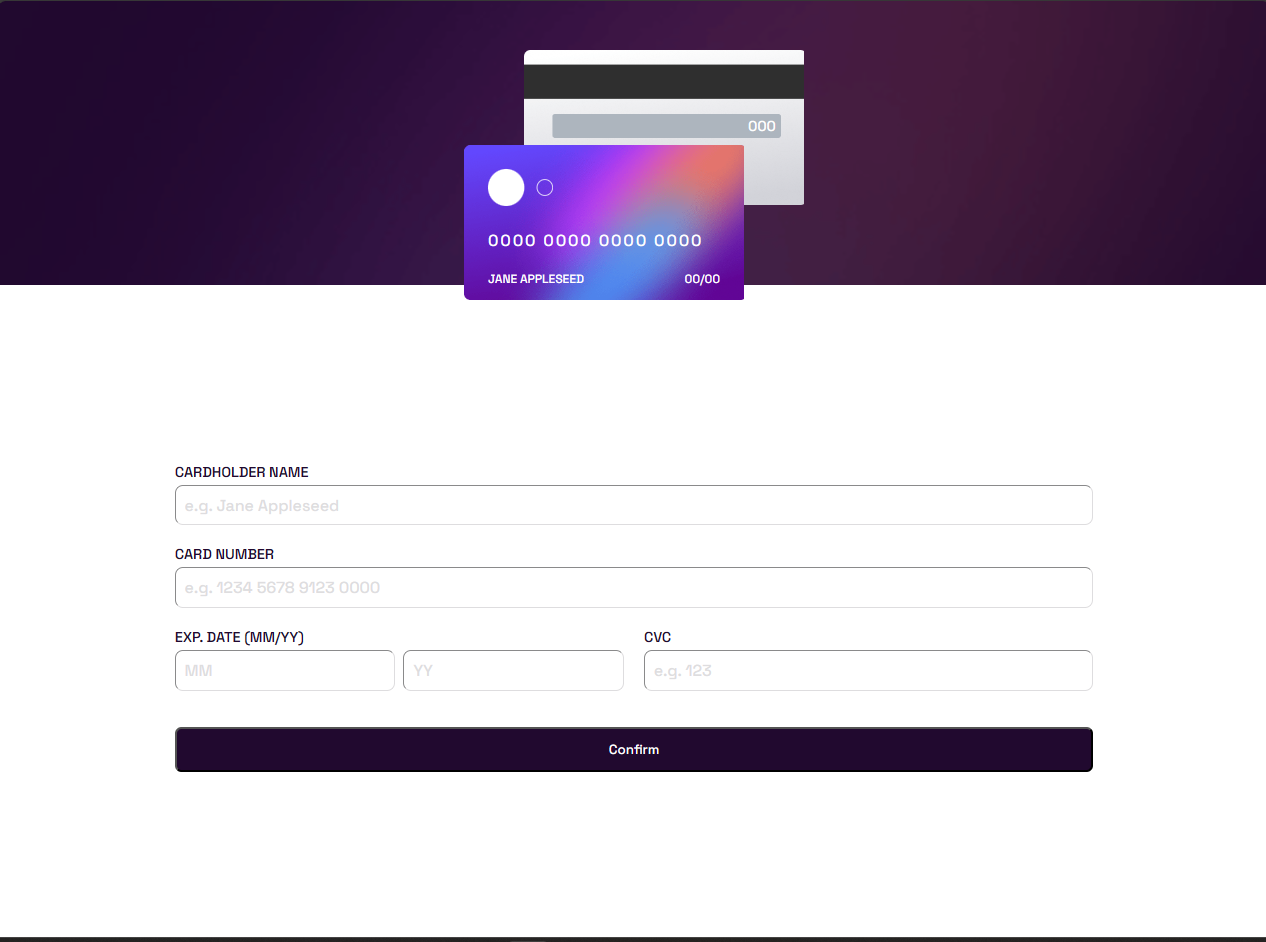 000
0000 0000 0000 0000
JANE APPLESEED 00/00
CARDHOLDER NAME
e.g. Jane Appleseed
CARD NUMBER
e.g. 1234 5678 9123 0000
EXP. DATE (MM/YY) CVC
MM YY e.g. 123
Confirm